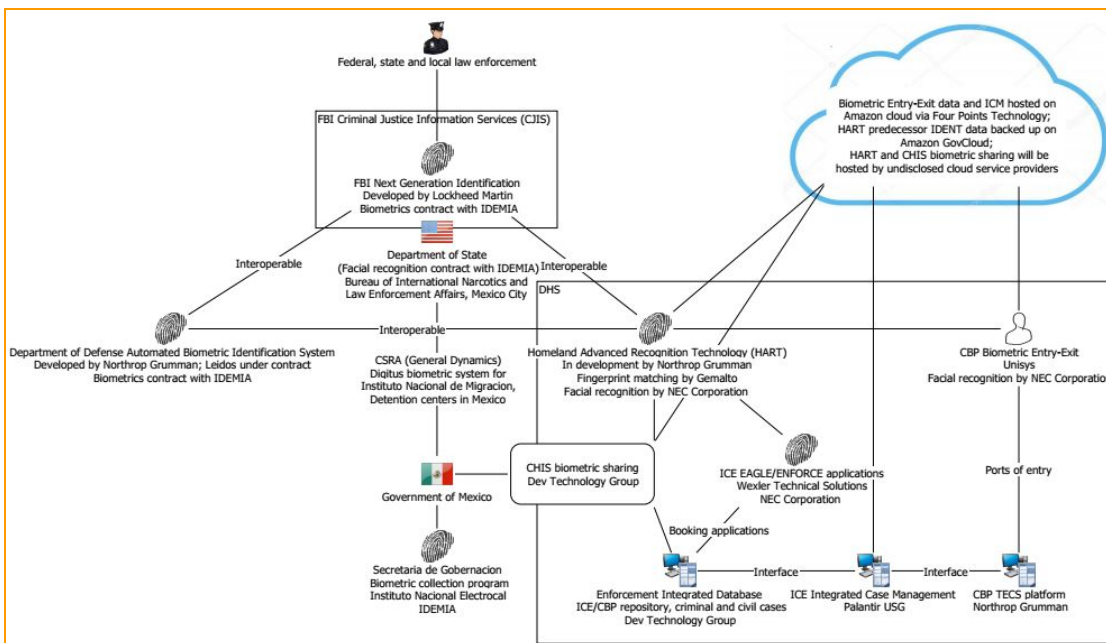 Federal, state and local law enforcement
FBI Criminal Justice Information Services (CJIS)
FBI Next Generation Identification
Developed by Lockheed Martin
Biometrics contract with IDEMIA
Biometric Entry-Exit data and ICM hosted on
Amazon cloud via Four Points Technology;
HART predecessor IDENT data backed up on
Amazon GovCloud;
HART and CHIS biometric sharing will be
hosted by undisclosed cloud service providers
Interoperable
Department of State
(Facial recognition contract with IDEMIA)
Bureau of International Narcotics and
Law Enforcement Affairs, Mexico City
Interoperable
DHS
Interoperable
Department of Defense Automated Biometric Identification System
Developed by Northrop Grumman; Leidos under contract
Biometrics contract with IDEMIA
CSRA (General Dynamics)
Digitus biometric system for
Instituto Nacional de Migracion,
Detention centers in Mexico
Homeland Advanced Recognition Technology (HART)
In development by Northrop Grumman
Fingerprint matching by Gemalto
Facial recognition by NEC Corporation
CBP Biometric Entry-Exit
Unisys
Facial recognition by NEC Corporation
CHIS biometric sharing
Dev Technology Group
ICE EAGLE/ENFORCE applications
Wexler Technical Solutions
NEC Corporation
Ports of entry
Government of Mexico
Booking applications
Secretaria de Gobernacion
Biometric collection program
Instituto Nacional Electrocal
IDEMIA
Interface
Interface
Enforcement Integrated Database
ICE/CBP repository, criminal and civil cases
Dev Technology Group
ICE Integrated Case Management
Palantir USG
CBP TECS platform
Northrop Grumman